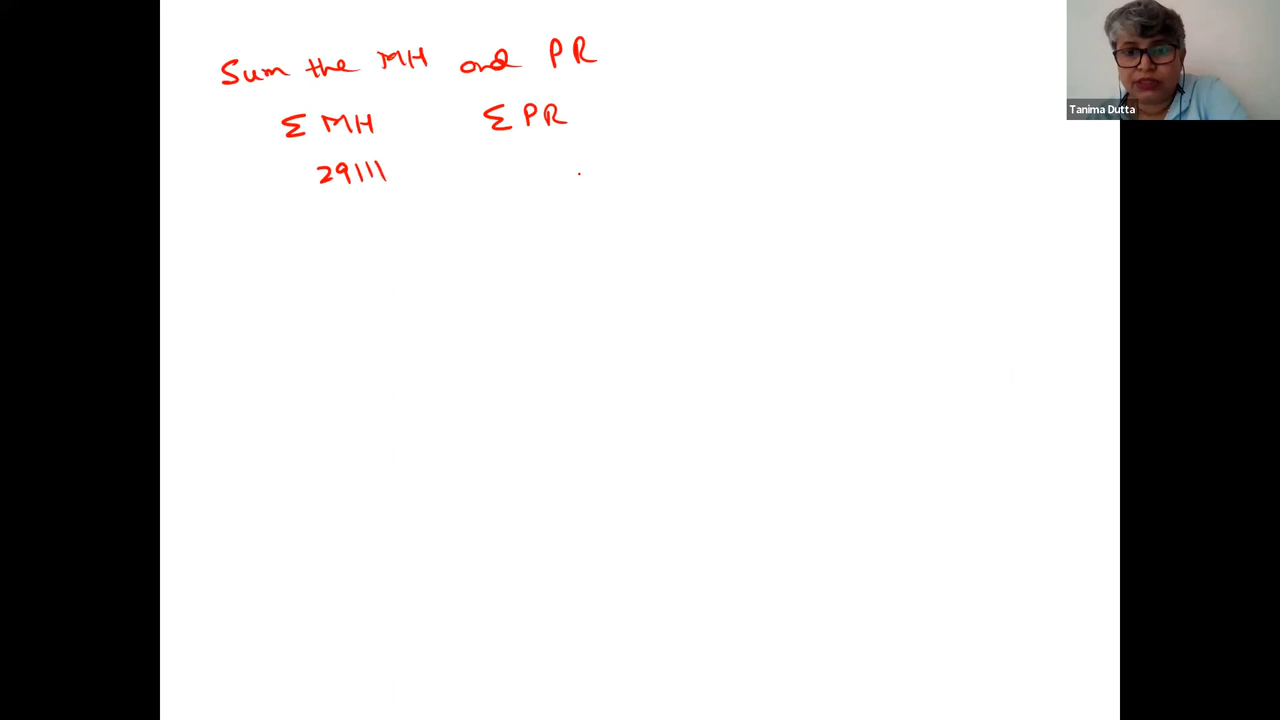 Sum the MH and PR
Σ MH Σ PR
29111
Tanima Dutta